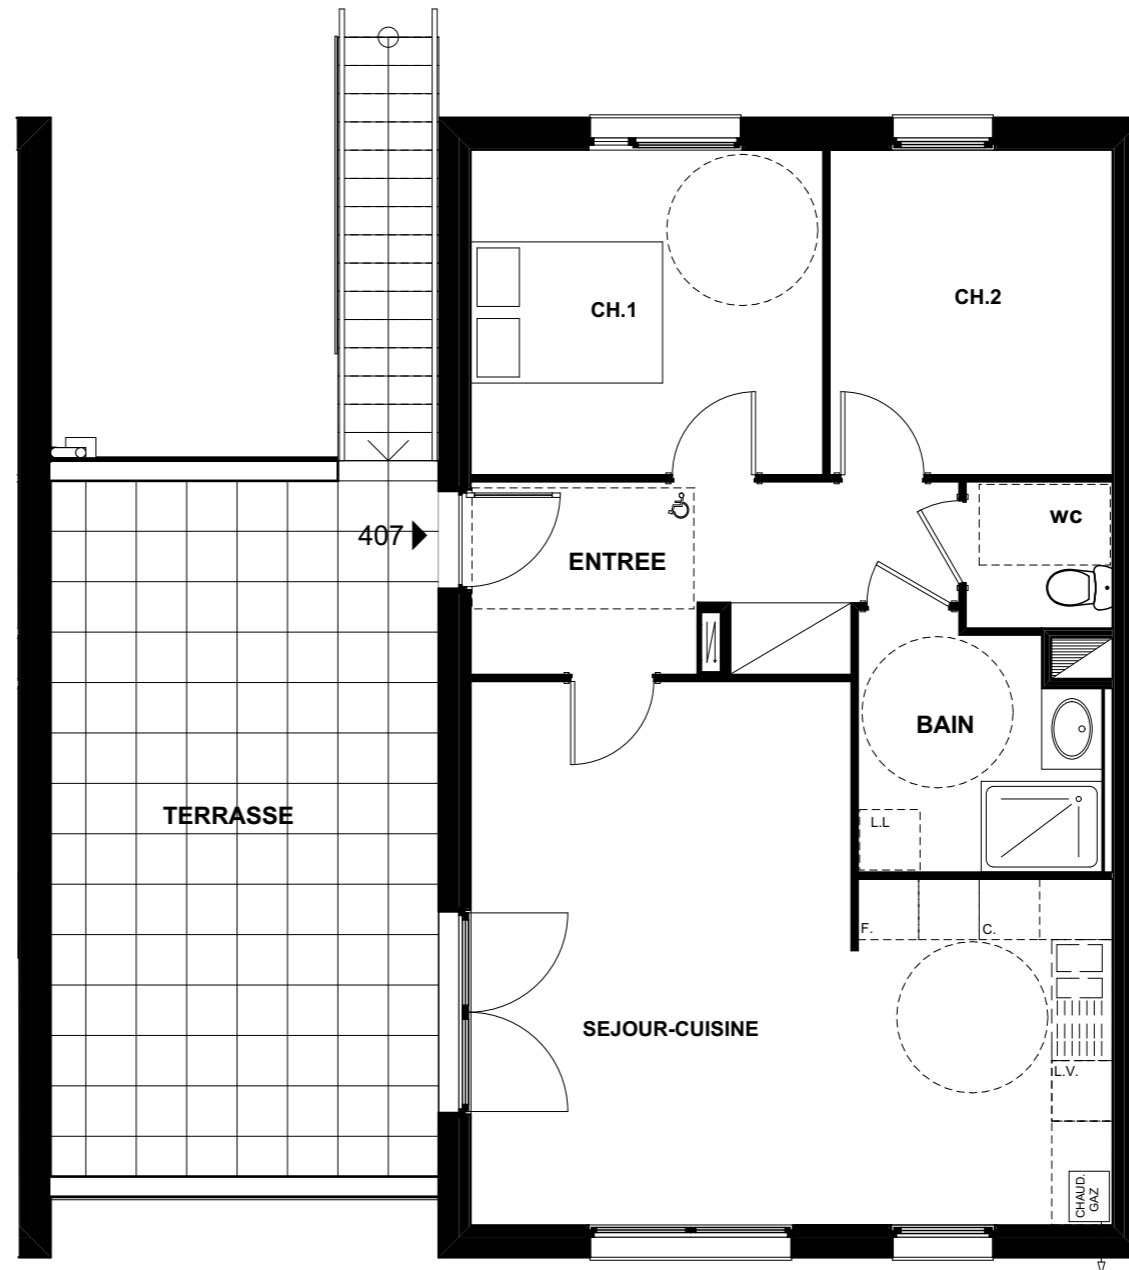 CH.1
CH.2
407
ENTREE
wc
BAIN
TERRASSE
L.L
F.
C.
SEJOUR-CUISINE
L.V.
CHAUD.
GAZ